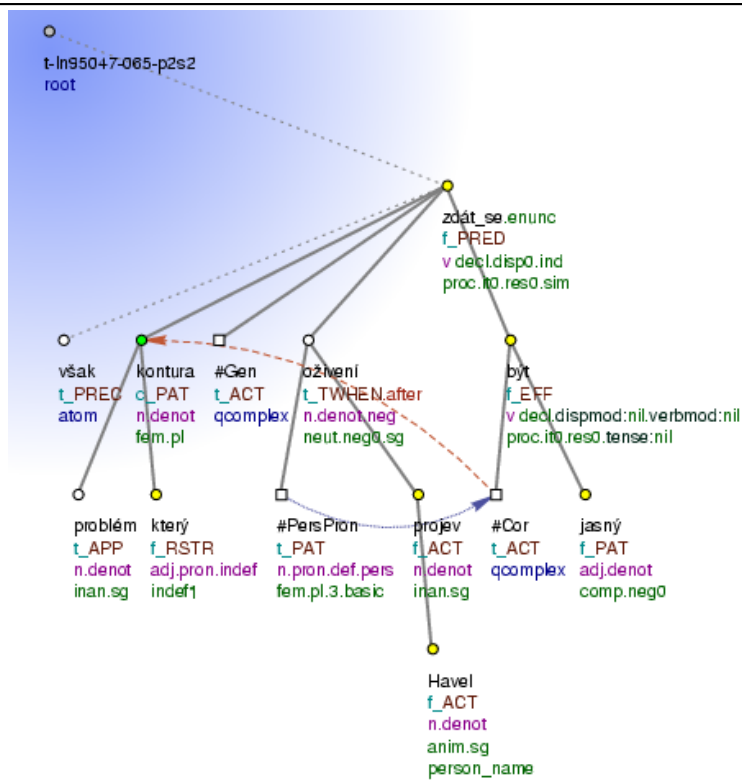 t-ln95047-065-p2s2
root
zdát_se.enunc
f_PRED
v decl.disp0.ind
proc.it0.res0.sim
však
t_PREC
atom
kontura
c_PAT
n.denot
fem.pl
#Gen
t_ACT
qcomplex
oživení
t_TWHEN.after
n.denot.neg
neut.neg0.sg
být
f_EFF
v decl.dispmod:nil.verbmod:nil
proc.it0.res0.tense:nil
problém
t_APP
n.denot
inan.sg
který
f_RSTR
adj.pron.indef
indef1
#PersPron
t_PAT
n.pron.def.pers
fem.pl.3.basic
projev
f_ACT
n.denot
inan.sg
#Cor
t_ACT
qcomplex
jasný
f_PAT
adj.denot
comp.neg0
Havel
f_ACT
n.denot
anim.sg
person_name